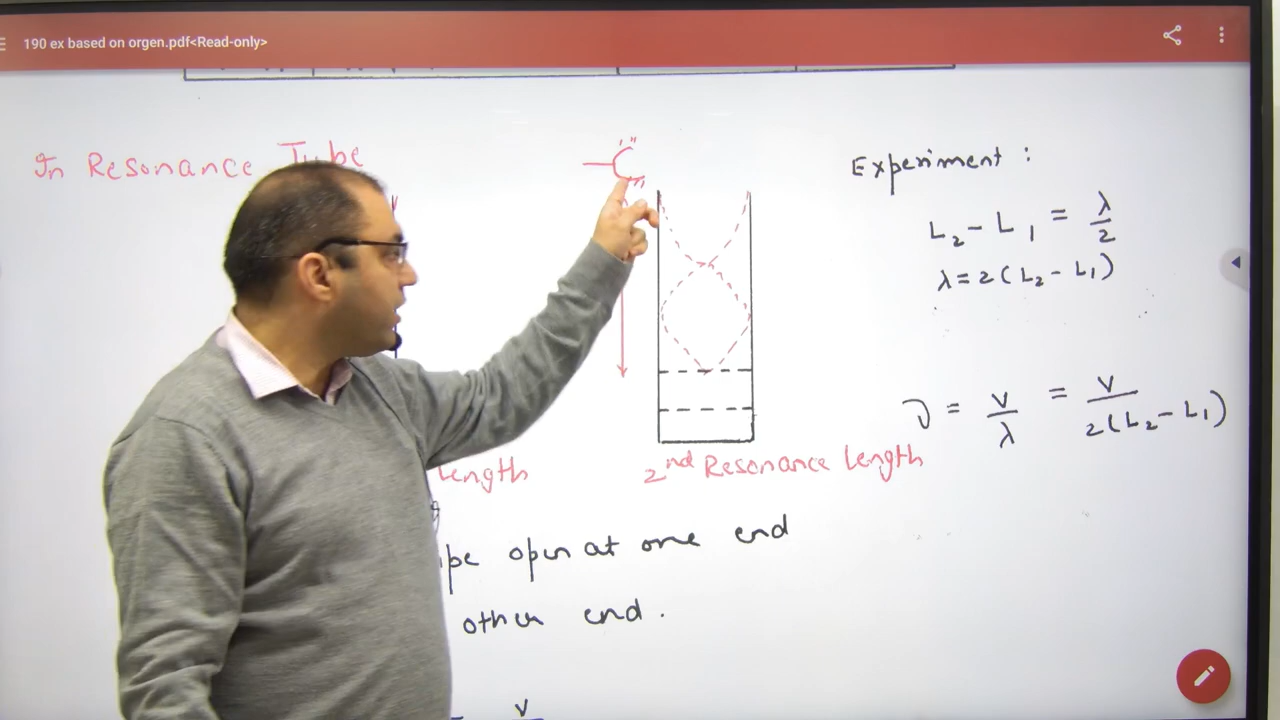 190 ex based on orgen.pdf<Read-only>
In Resonance Tube
Experiment :
L₂ - L₁ = λ/2
λ = 2(L₂ - L₁)
ν = v/λ = v/2(L₂ - L₁)
Length
2nd Resonance Length
open at one end
other end.
v